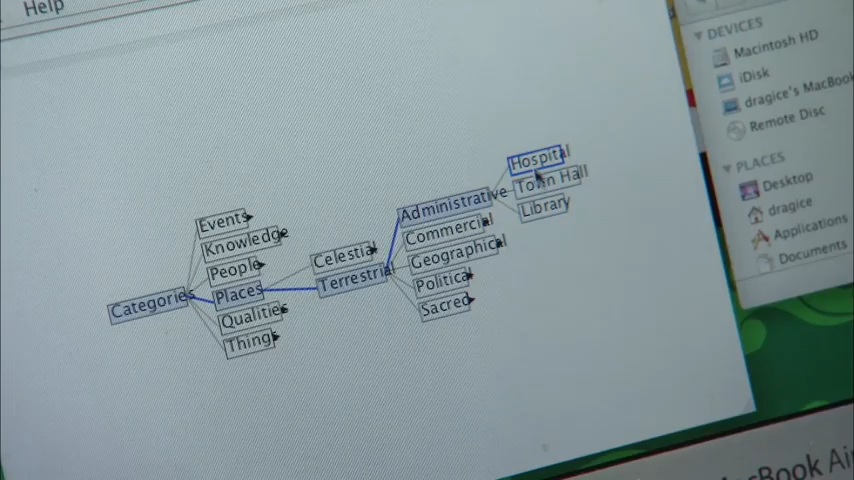 Help
DEVICES
Macintosh HD
iDisk
dragice's MacBook
Remote Disc
PLACES
Desktop
dragice
Applications
Documents
Categories
Events
Knowledge
People
Places
Qualities
Things
Celestial
Terrestrial
Administrative
Commercial
Geographical
Political
Sacred
Hospital
Town Hall
Library
MacBook Air